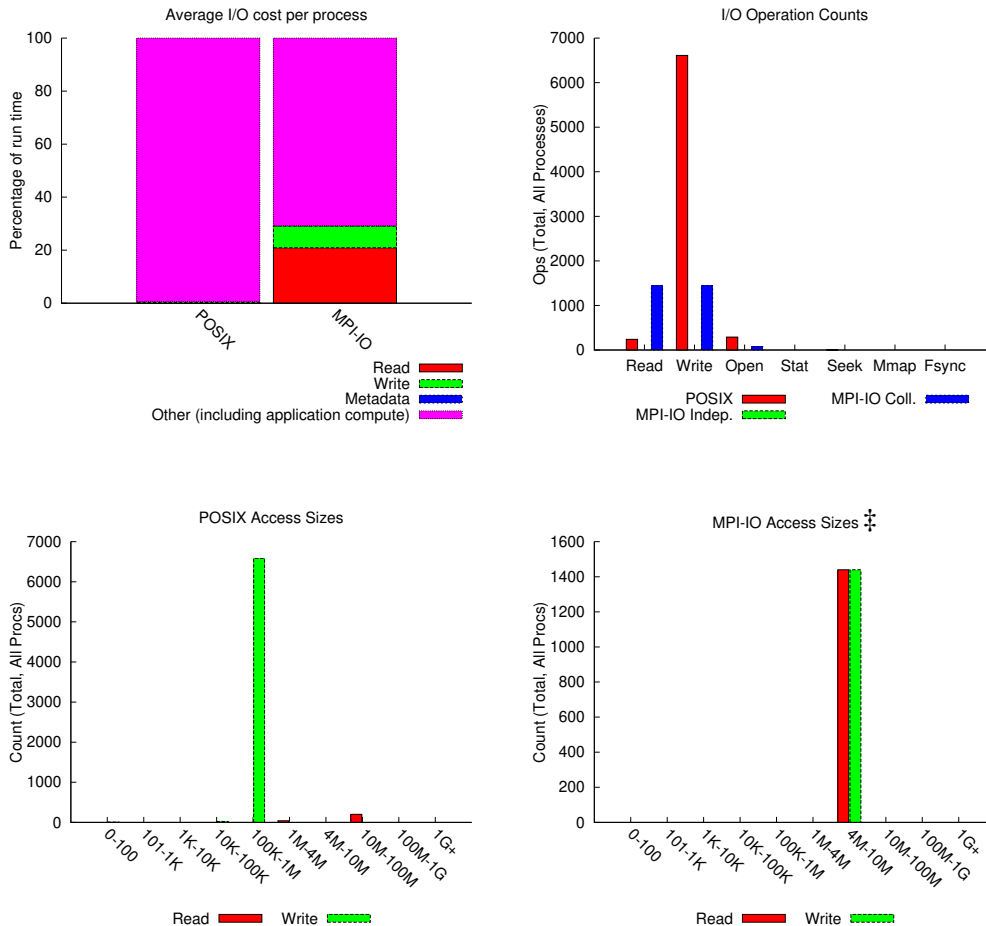 Average I/O cost per process
Percentage of run time
100
80
60
40
20
0
POSIX
MPI-IO
Read
Write
Metadata
Other (including application compute)
I/O Operation Counts
Ops (Total, All Processes)
7000
6000
5000
4000
3000
2000
1000
0
Read Write Open Stat Seek Mmap Fsync
POSIX MPI-IO Coll.
MPI-IO Indep.
POSIX Access Sizes
Count (Total, All Procs)
7000
6000
5000
4000
3000
2000
1000
0
0-100
101-1K
1K-10K
10K-100K
100K-1M
1M-4M
4M-10M
10M-100M
100M-1G
1G+
Read Write
MPI-IO Access Sizes ‡
Count (Total, All Procs)
1600
1400
1200
1000
800
600
400
200
0
0-100
101-1K
1K-10K
10K-100K
100K-1M
1M-4M
4M-10M
10M-100M
100M-1G
1G+
Read Write